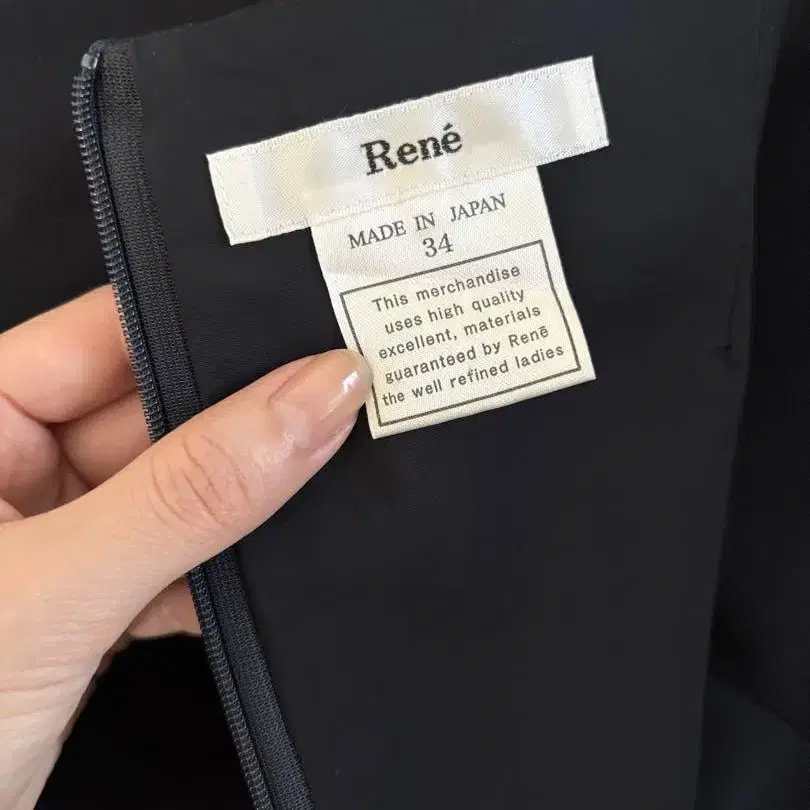 René
MADE IN JAPAN
34
This merchandise
uses high quality
excellent, materials
guaranteed by Renē
the well refined ladies